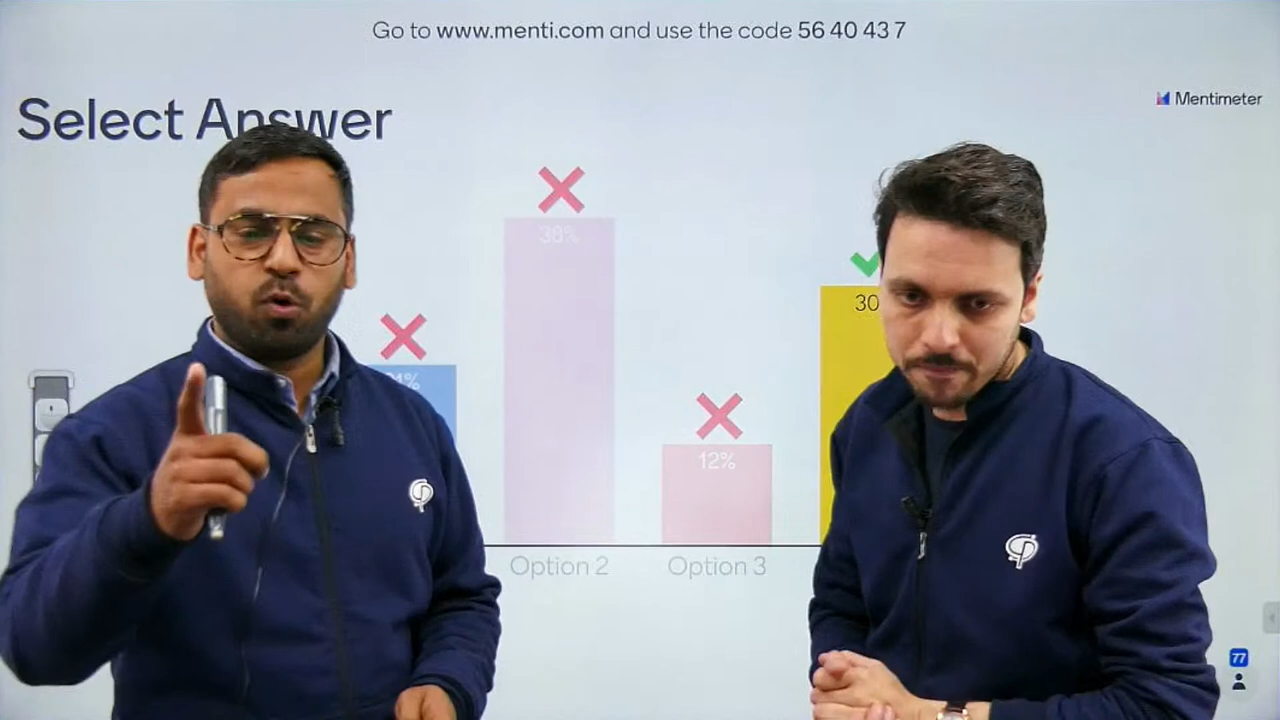 Go to www.menti.com and use the code 56 40 43 7
Mentimeter
Select Answer
36%
30
12%
Option 2
Option 3
77